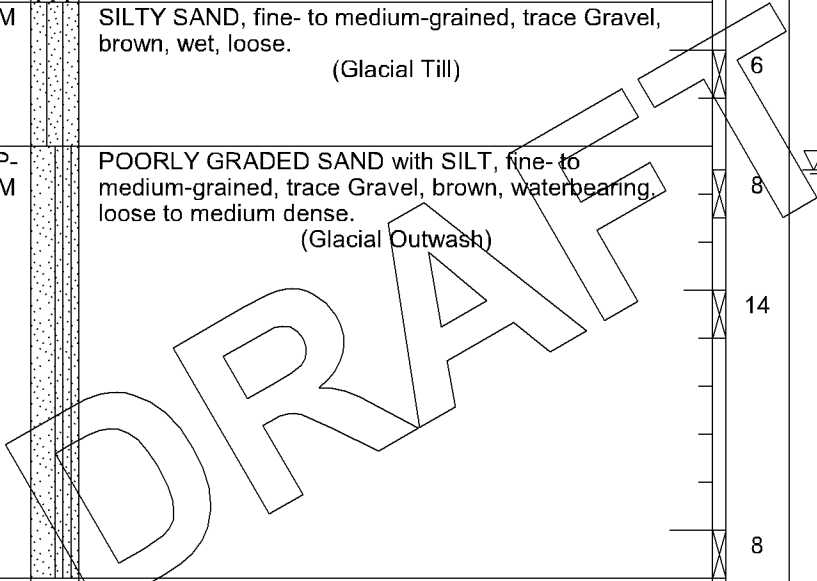 M
SILTY SAND, fine- to medium-grained, trace Gravel,
brown, wet, loose.
(Glacial Till)
6
P-
M
POORLY GRADED SAND with SILT, fine- to
medium-grained, trace Gravel, brown, waterbearing,
loose to medium dense.
(Glacial Outwash)
8
14
8
DRAFT